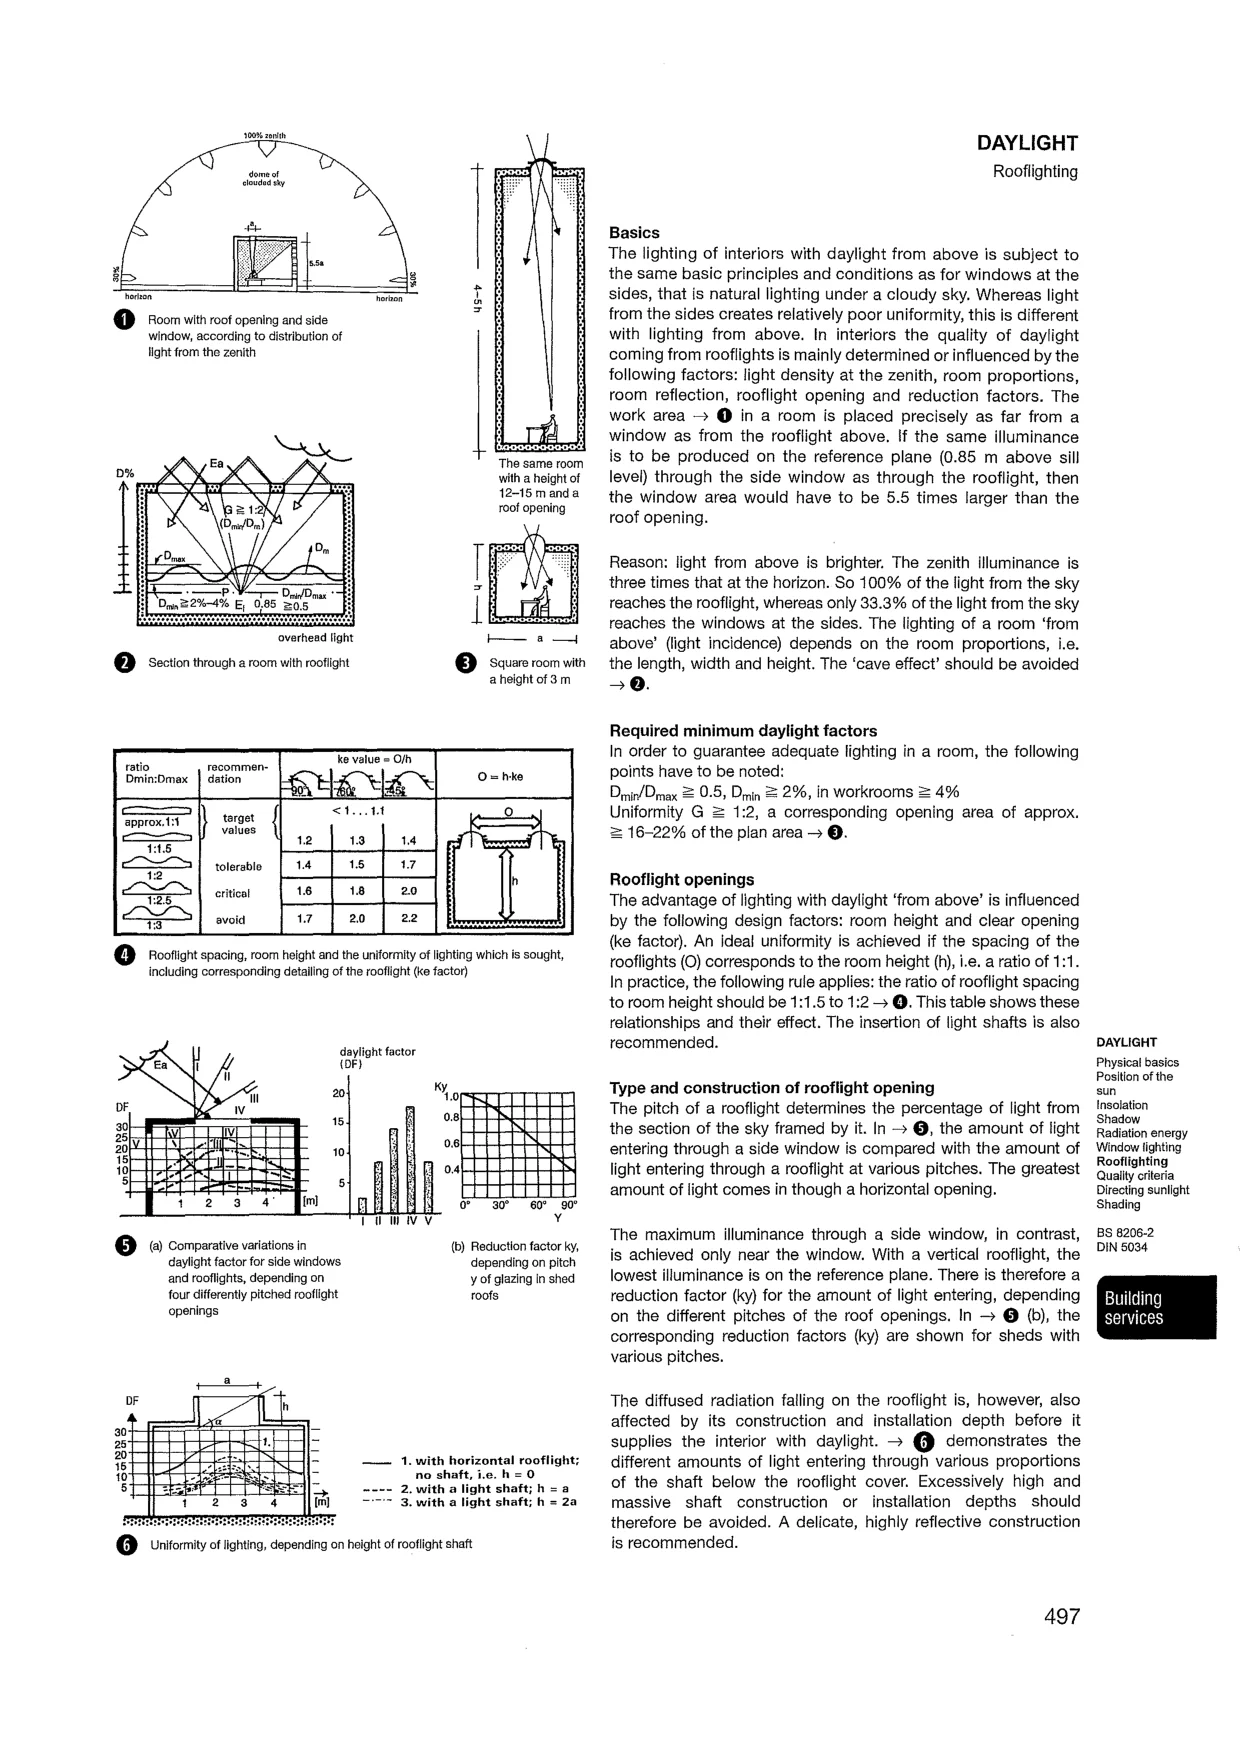 DAYLIGHT
Rooflighting
100% zenith
dome of
clouded sky
a
5.5a
30%
30%
horizon
horizon
1 Room with roof opening and side
window, according to distribution of
light from the zenith
D%
Ea
G ≧ 1:2
(Dmin/Dm)
Dmax
Dm
P
Dmin/Dmax
Dmin ≧ 2%–4% Ei 0.85 ≧ 0.5
overhead light
2 Section through a room with rooflight
4–5 h
The same room
with a height of
12–15 m and a
roof opening
h
a
3 Square room with
a height of 3 m
ratio
Dmin:Dmax
recommen-
dation
ke value = O/h
90° 60° 45°
O = h·ke
approx.1:1
1:1.5
1:2
1:2.5
1:3
target
values
tolerable
critical
avoid
< 1 . . . 1.1
1.2 1.3 1.4
1.4 1.5 1.7
1.6 1.8 2.0
1.7 2.0 2.2
O
h
4 Rooflight spacing, room height and the uniformity of lighting which is sought,
including corresponding detailing of the rooflight (ke factor)
Ea
I
II
III
IV
DF
30
25
20
15
10
5
V
IV
III
II
1 2 3 4 [m]
daylight factor
(DF)
20
15
10
5
I II III IV V
Ky
1.0
0.8
0.6
0.4
0° 30° 60° 90°
Y
5 (a) Comparative variations in
daylight factor for side windows
and rooflights, depending on
four differently pitched rooflight
openings
(b) Reduction factor ky,
depending on pitch
y of glazing in shed
roofs
a
h
α
DF
30
25
20
15
10
5
1.
1 2 3 4 [m]
1. with horizontal rooflight;
no shaft, i.e. h = 0
2. with a light shaft; h = a
3. with a light shaft; h = 2a
6 Uniformity of lighting, depending on height of rooflight shaft
Basics
The lighting of interiors with daylight from above is subject to
the same basic principles and conditions as for windows at the
sides, that is natural lighting under a cloudy sky. Whereas light
from the sides creates relatively poor uniformity, this is different
with lighting from above. In interiors the quality of daylight
coming from rooflights is mainly determined or influenced by the
following factors: light density at the zenith, room proportions,
room reflection, rooflight opening and reduction factors. The
work area → 1 in a room is placed precisely as far from a
window as from the rooflight above. If the same illuminance
is to be produced on the reference plane (0.85 m above sill
level) through the side window as through the rooflight, then
the window area would have to be 5.5 times larger than the
roof opening.
Reason: light from above is brighter. The zenith illuminance is
three times that at the horizon. So 100% of the light from the sky
reaches the rooflight, whereas only 33.3% of the light from the sky
reaches the windows at the sides. The lighting of a room ‘from
above’ (light incidence) depends on the room proportions, i.e.
the length, width and height. The ‘cave effect’ should be avoided
→ 2.
Required minimum daylight factors
In order to guarantee adequate lighting in a room, the following
points have to be noted:
Dmin/Dmax ≧ 0.5, Dmin ≧ 2%, in workrooms ≧ 4%
Uniformity G ≧ 1:2, a corresponding opening area of approx.
≧ 16–22% of the plan area → 3.
Rooflight openings
The advantage of lighting with daylight ‘from above’ is influenced
by the following design factors: room height and clear opening
(ke factor). An ideal uniformity is achieved if the spacing of the
rooflights (O) corresponds to the room height (h), i.e. a ratio of 1:1.
In practice, the following rule applies: the ratio of rooflight spacing
to room height should be 1:1.5 to 1:2 → 4. This table shows these
relationships and their effect. The insertion of light shafts is also
recommended.
Type and construction of rooflight opening
The pitch of a rooflight determines the percentage of light from
the section of the sky framed by it. In → 5, the amount of light
entering through a side window is compared with the amount of
light entering through a rooflight at various pitches. The greatest
amount of light comes in though a horizontal opening.
The maximum illuminance through a side window, in contrast,
is achieved only near the window. With a vertical rooflight, the
lowest illuminance is on the reference plane. There is therefore a
reduction factor (ky) for the amount of light entering, depending
on the different pitches of the roof openings. In → 5 (b), the
corresponding reduction factors (ky) are shown for sheds with
various pitches.
The diffused radiation falling on the rooflight is, however, also
affected by its construction and installation depth before it
supplies the interior with daylight. → 6 demonstrates the
different amounts of light entering through various proportions
of the shaft below the rooflight cover. Excessively high and
massive shaft construction or installation depths should
therefore be avoided. A delicate, highly reflective construction
is recommended.
DAYLIGHT
Physical basics
Position of the
sun
Insolation
Shadow
Radiation energy
Window lighting
Rooflighting
Quality criteria
Directing sunlight
Shading
BS 8206-2
DIN 5034
Building
services
497